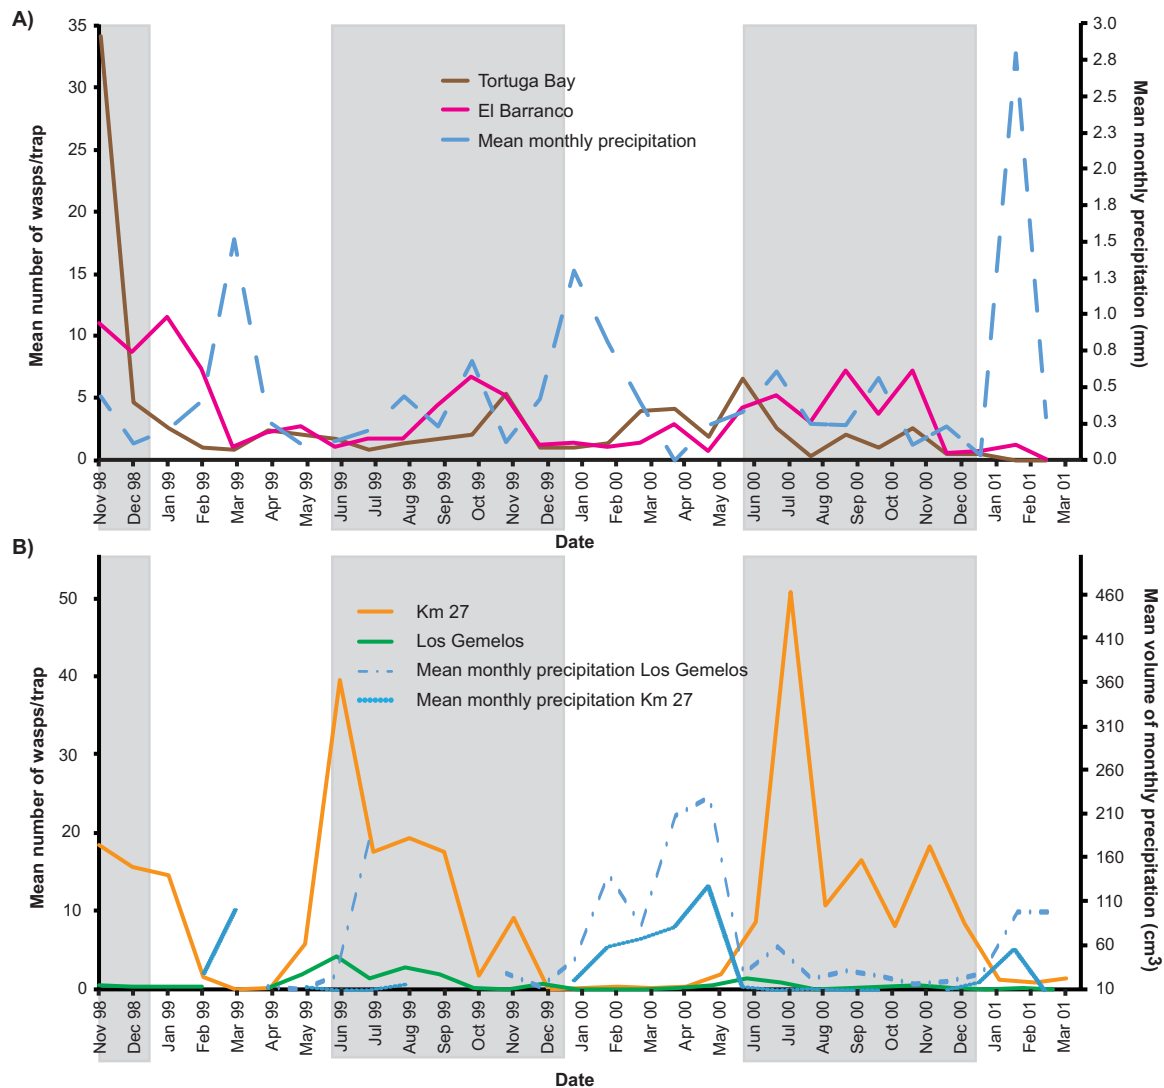 A)
35
30
25
20
15
10
5
0
Mean number of wasps/trap
Tortuga Bay
El Barranco
Mean monthly precipitation
3.0
2.8
2.5
2.3
2.0
1.8
1.5
1.3
1.0
0.8
0.5
0.3
0.0
Mean monthly precipitation (mm)
Nov 98
Dec 98
Jan 99
Feb 99
Mar 99
Apr 99
May 99
Jun 99
Jul 99
Aug 99
Sep 99
Oct 99
Nov 99
Dec 99
Jan 00
Feb 00
Mar 00
Apr 00
May 00
Jun 00
Jul 00
Aug 00
Sep 00
Oct 00
Nov 00
Dec 00
Jan 01
Feb 01
Mar 01
Date
B)
50
40
30
20
10
0
Mean number of wasps/trap
Km 27
Los Gemelos
Mean monthly precipitation Los Gemelos
Mean monthly precipitation Km 27
460
410
360
310
260
210
160
110
60
10
Mean volume of monthly precipitation (cm3)
Nov 98
Dec 98
Jan 99
Feb 99
Mar 99
Apr 99
May 99
Jun 99
Jul 99
Aug 99
Sep 99
Oct 99
Nov 99
Dec 99
Jan 00
Feb 00
Mar 00
Apr 00
May 00
Jun 00
Jul 00
Aug 00
Sep 00
Oct 00
Nov 00
Dec 00
Jan 01
Feb 01
Mar 01
Date